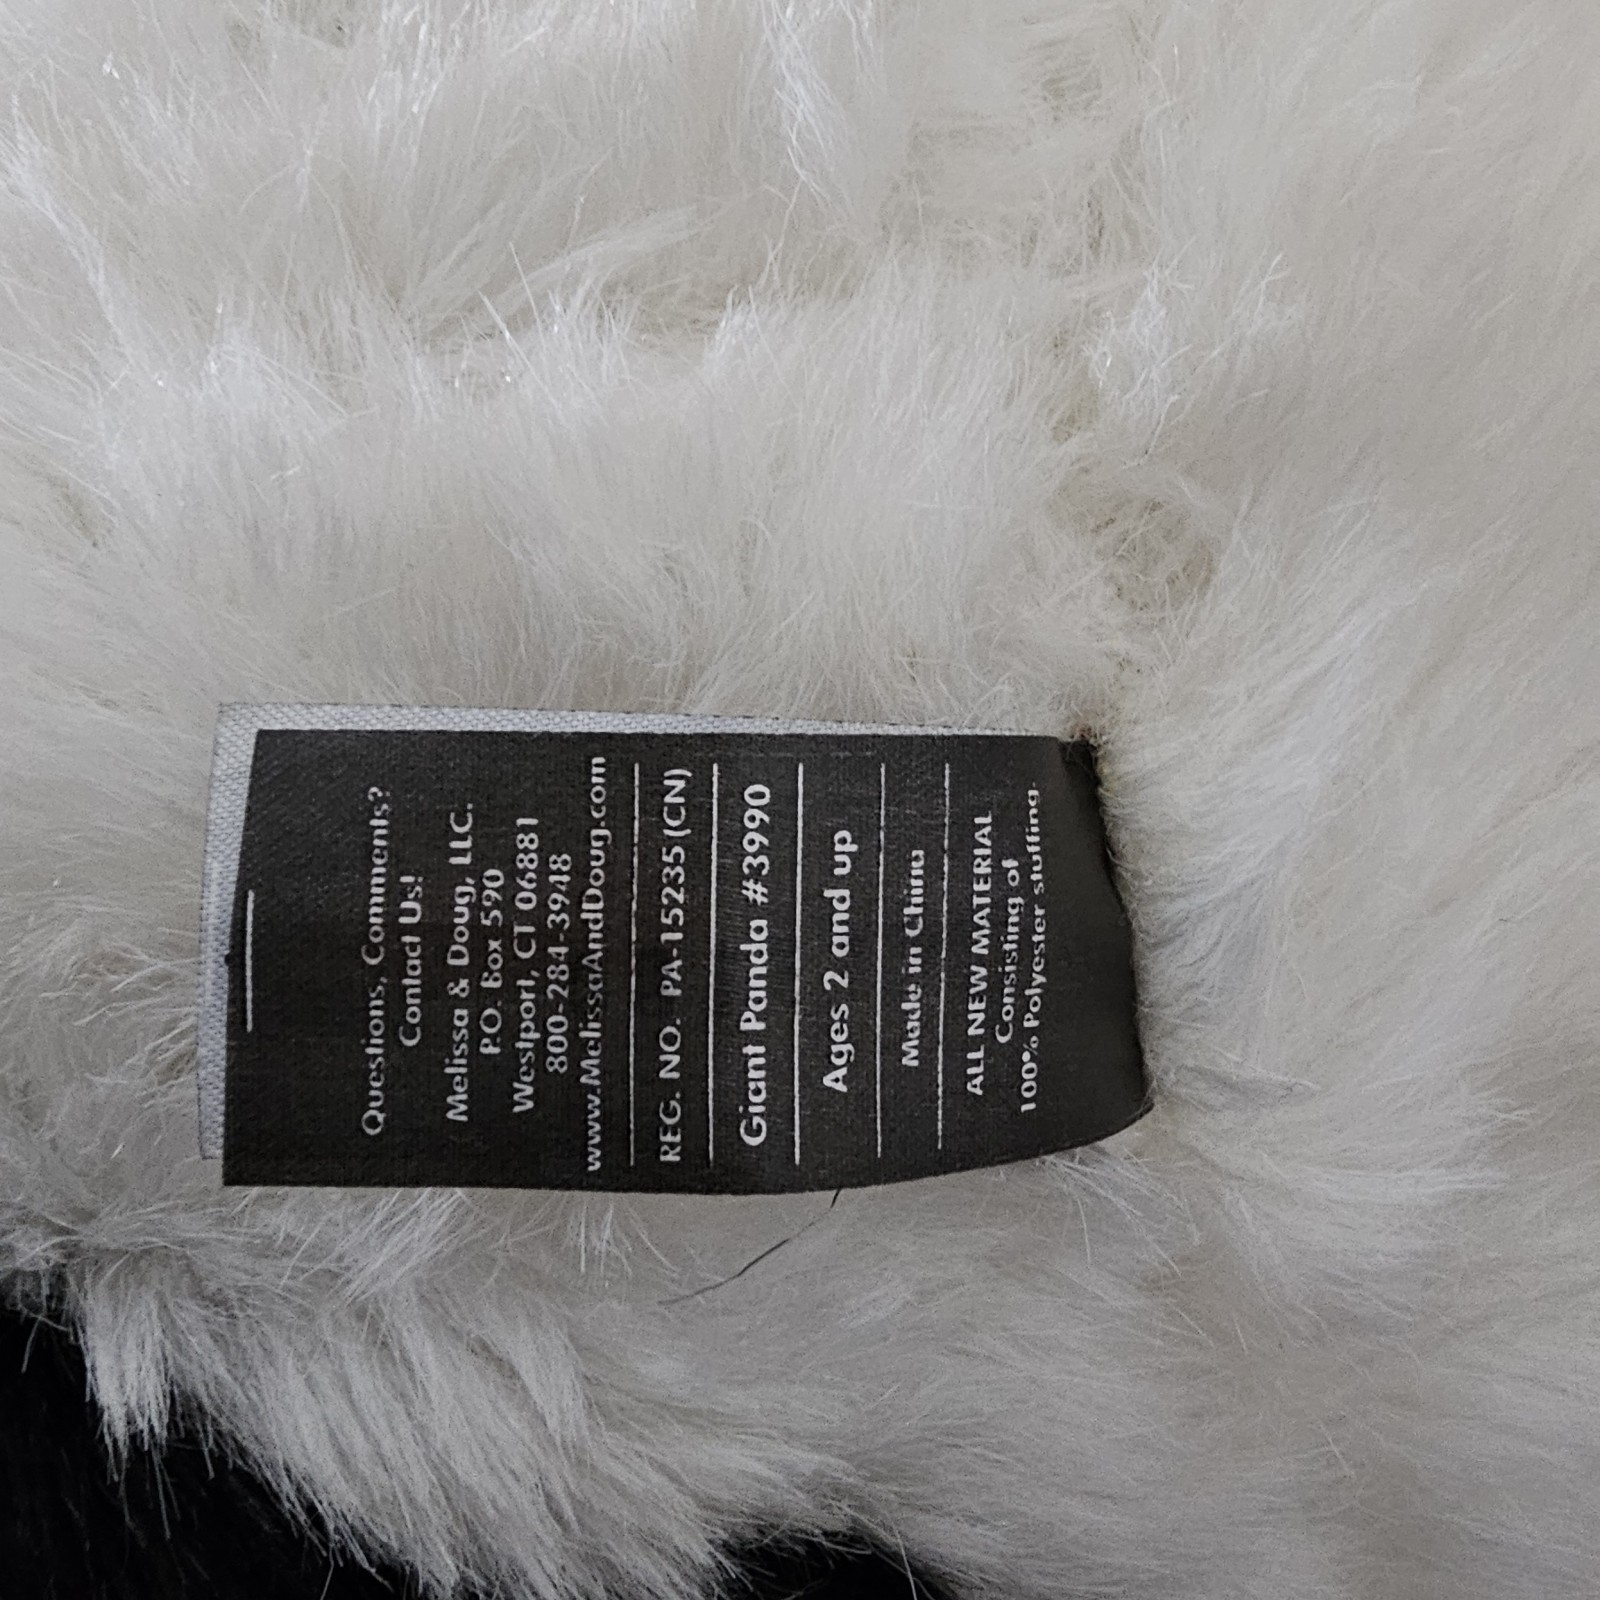 Questions, Comments?
Contact Us!
Melissa & Doug, LLC.
P.O. Box 590
Westport, CT 06881
800-284-3948
www.MelissaAndDoug.com
REG. NO. PA-15235(CN)
Giant Panda #3990
Ages 2 and up
Made in China
ALL NEW MATERIAL
Consisting of
100% Polyester stuffing.